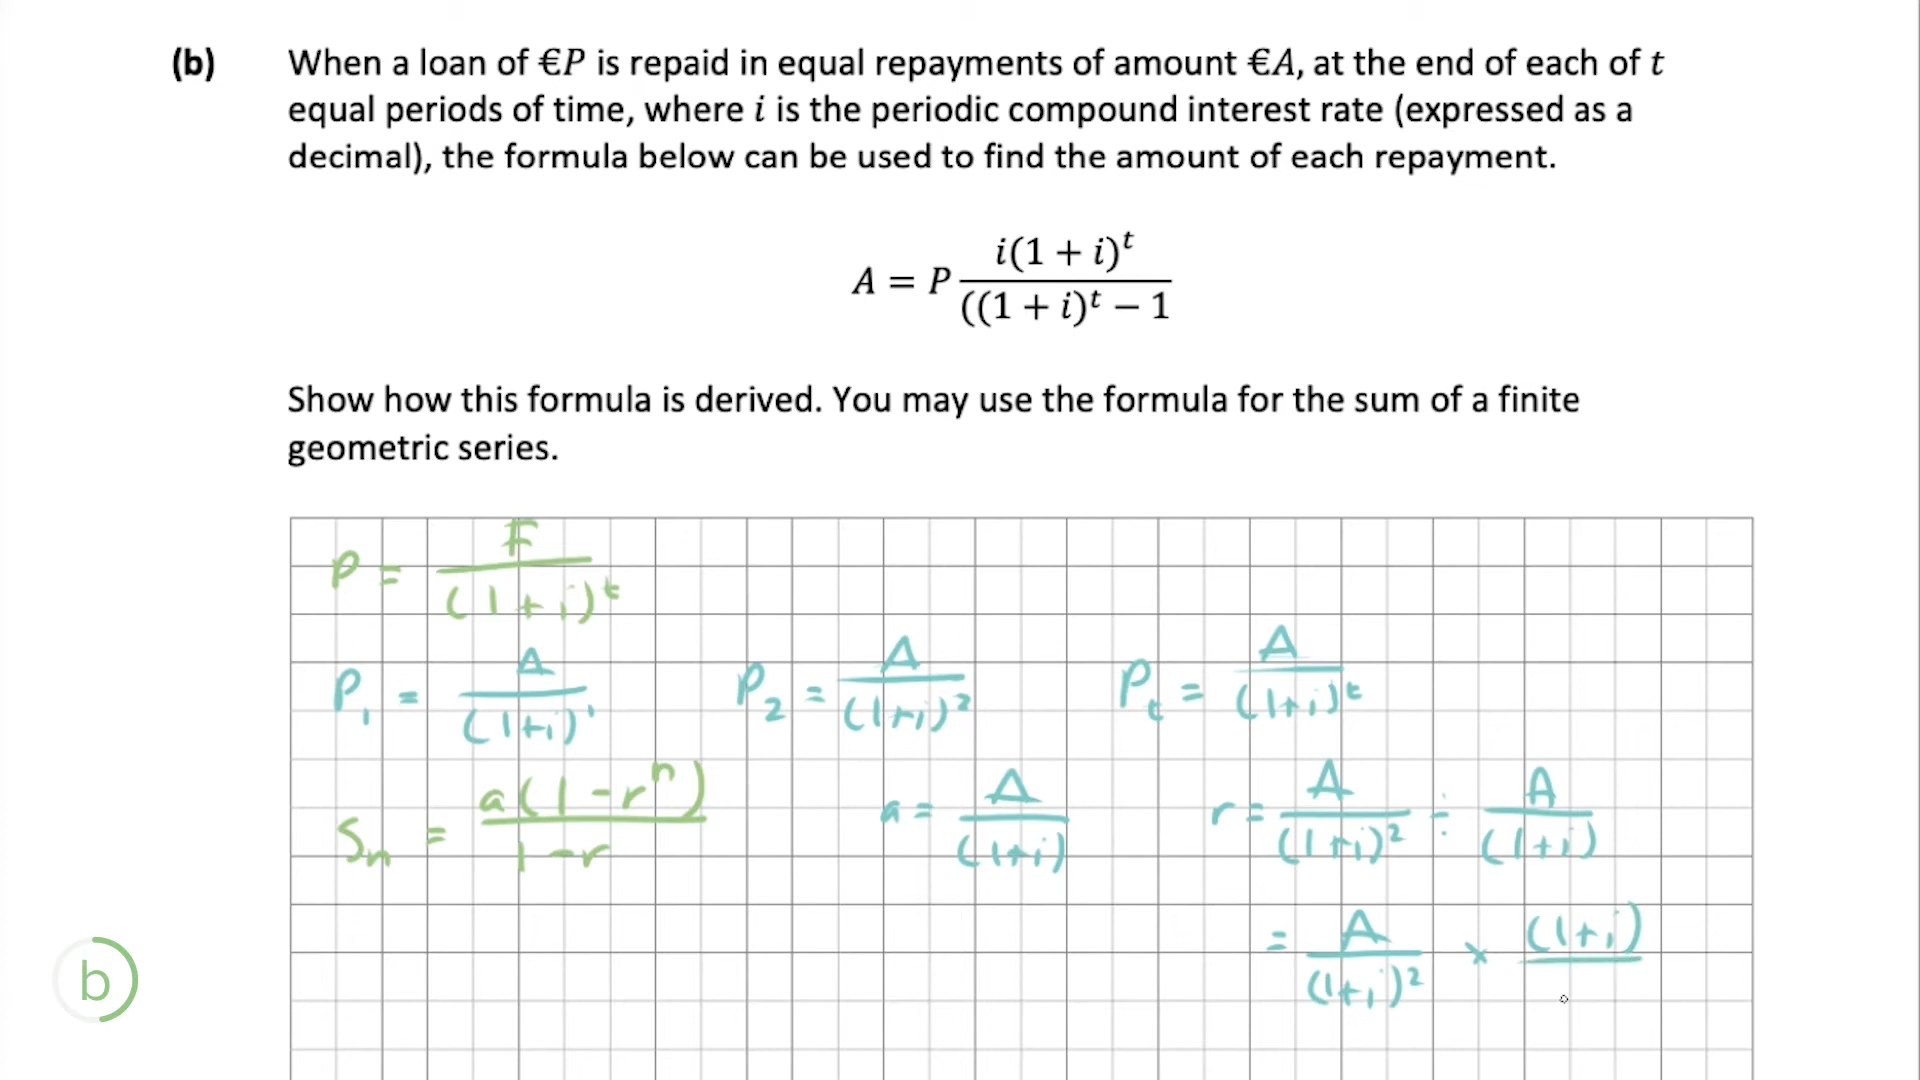 (b) When a loan of €P is repaid in equal repayments of amount €A, at the end of each of t
equal periods of time, where i is the periodic compound interest rate (expressed as a
decimal), the formula below can be used to find the amount of each repayment.
A = P i(1 + i)^t / ((1 + i)^t − 1
Show how this formula is derived. You may use the formula for the sum of a finite
geometric series.
P = F / (1+i)^t
P₁ = A / (1+i)¹ P₂ = A / (1+i)² Pₜ = A / (1+i)^t
Sₙ = a(1-rⁿ) / 1-r a = A / (1+i) r = A / (1+i)² ÷ A / (1+i)
= A / (1+i)² × (1+i)
b